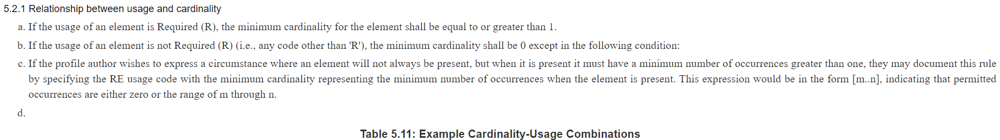 5.2.1 Relationship between usage and cardinality
a. If the usage of an element is Required (R), the minimum cardinality for the element shall be equal to or greater than 1.
b. If the usage of an element is not Required (R) (i.e., any code other than 'R'), the minimum cardinality shall be 0 except in the following condition:
c. If the profile author wishes to express a circumstance where an element will not always be present, but when it is present it must have a minimum number of occurrences greater than one, they may document this rule
by specifying the RE usage code with the minimum cardinality representing the minimum number of occurrences when the element is present. This expression would be in the form [m..n], indicating that permitted
occurrences are either zero or the range of m through n.
d.
Table 5.11: Example Cardinality-Usage Combinations